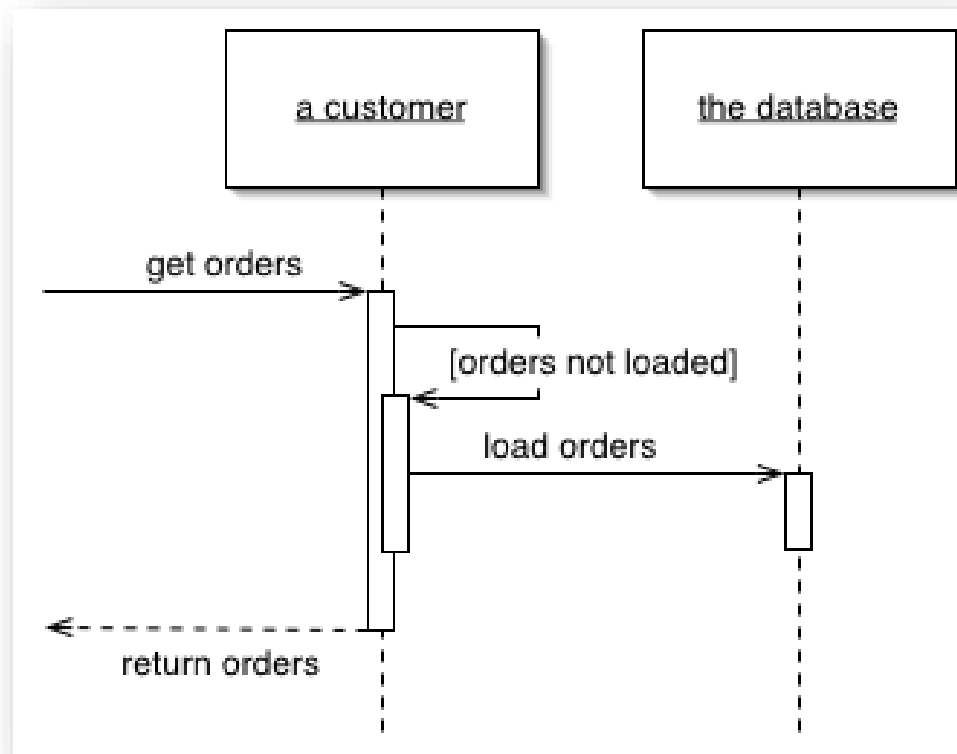 a customer
the database
get orders
[orders not loaded]
load orders
return orders